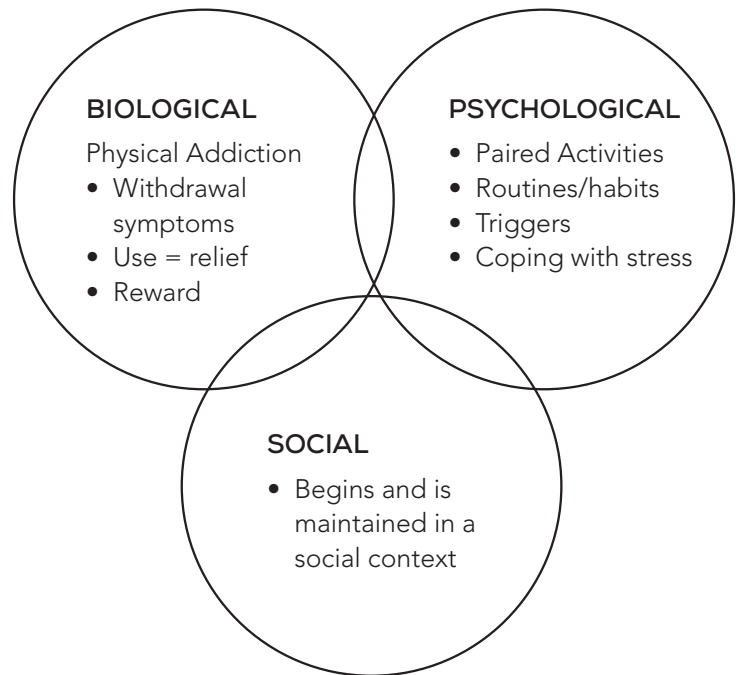 BIOLOGICAL
Physical Addiction
• Withdrawal
symptoms
• Use = relief
• Reward
PSYCHOLOGICAL
• Paired Activities
• Routines/habits
• Triggers
• Coping with stress
SOCIAL
• Begins and is
maintained in a
social context